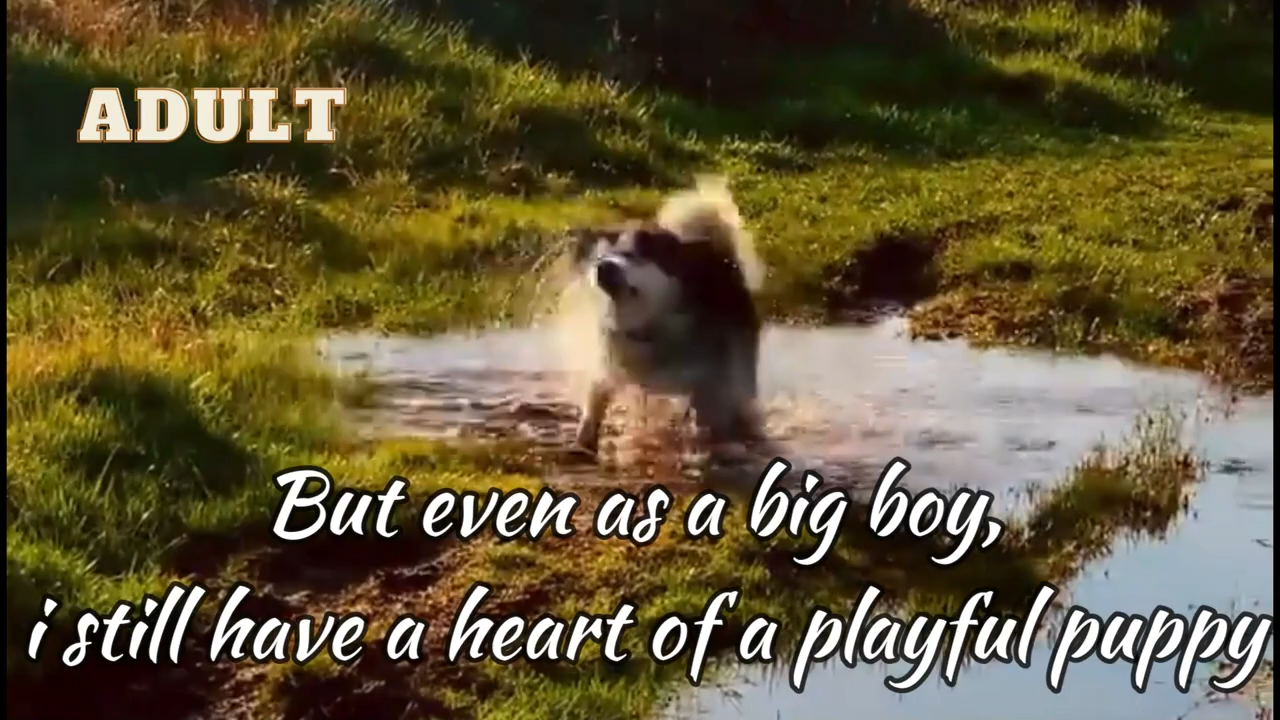 ADULT
But even as a big boy,
i still have a heart of a playful puppy